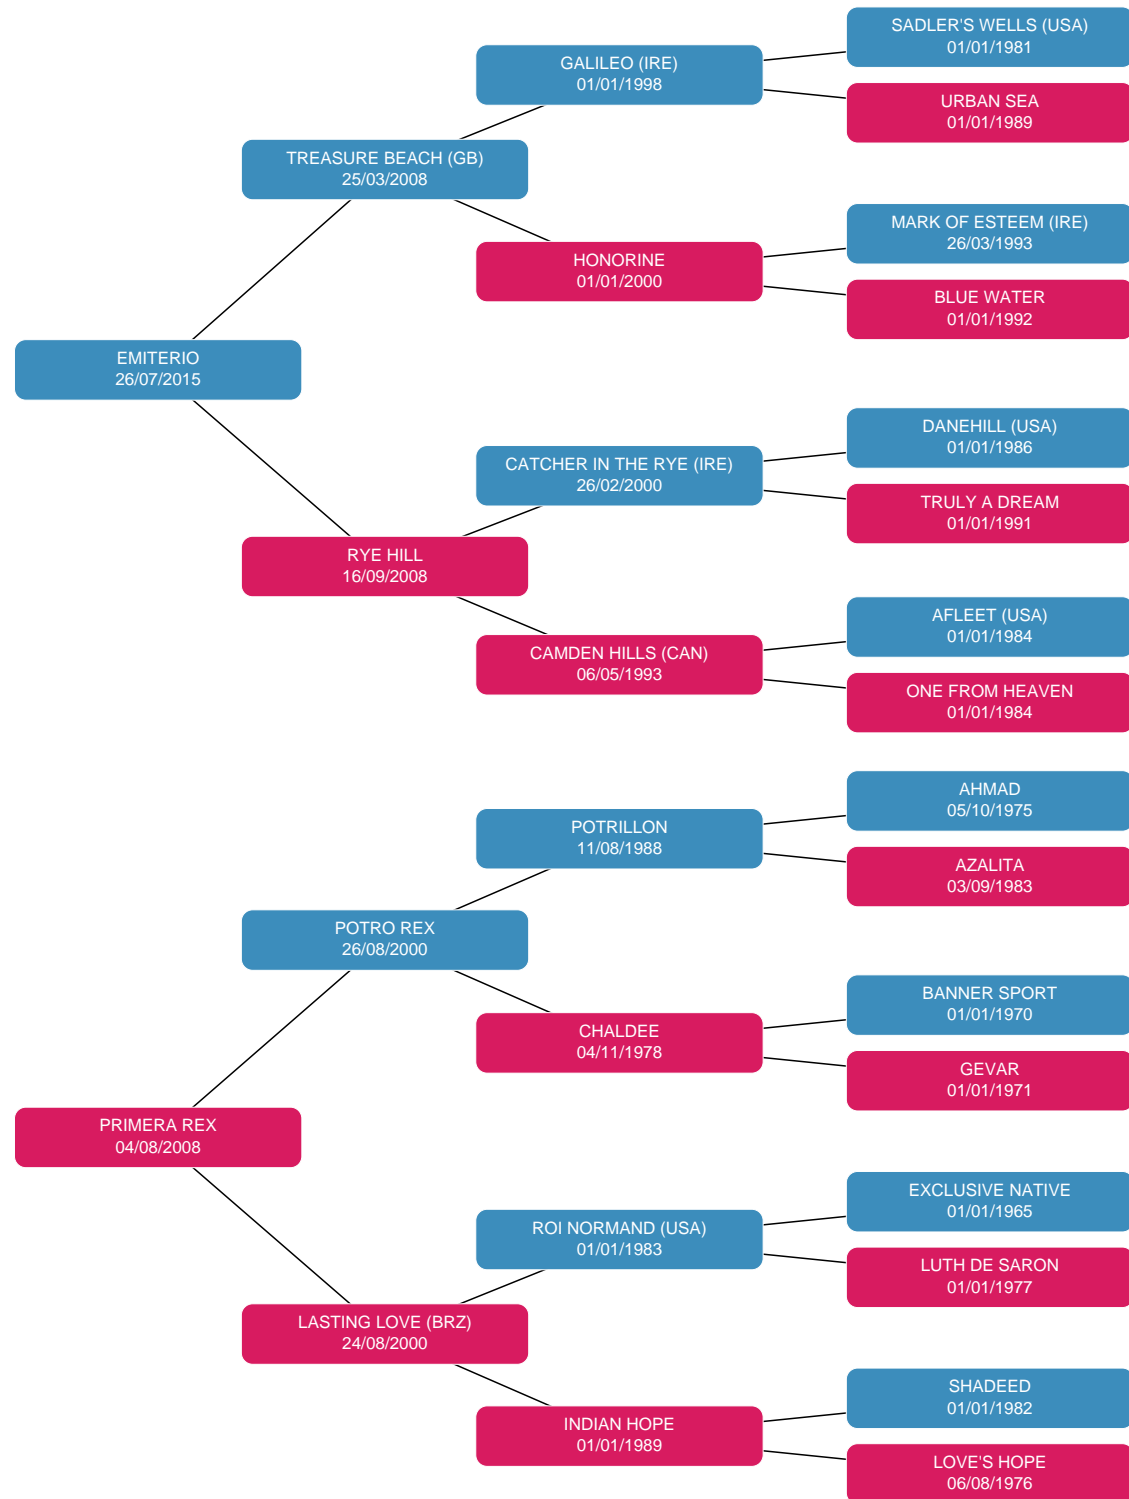 SADLER'S WELLS (USA)
01/01/1981
GALILEO (IRE)
01/01/1998
URBAN SEA
01/01/1989
TREASURE BEACH (GB)
25/03/2008
MARK OF ESTEEM (IRE)
26/03/1993
HONORINE
01/01/2000
BLUE WATER
01/01/1992
EMITERIO
26/07/2015
DANEHILL (USA)
01/01/1986
CATCHER IN THE RYE (IRE)
26/02/2000
TRULY A DREAM
01/01/1991
RYE HILL
16/09/2008
AFLEET (USA)
01/01/1984
CAMDEN HILLS (CAN)
06/05/1993
ONE FROM HEAVEN
01/01/1984
AHMAD
05/10/1975
POTRILLON
11/08/1988
AZALITA
03/09/1983
POTRO REX
26/08/2000
BANNER SPORT
01/01/1970
CHALDEE
04/11/1978
GEVAR
01/01/1971
PRIMERA REX
04/08/2008
EXCLUSIVE NATIVE
01/01/1965
ROI NORMAND (USA)
01/01/1983
LUTH DE SARON
01/01/1977
LASTING LOVE (BRZ)
24/08/2000
SHADEED
01/01/1982
INDIAN HOPE
01/01/1989
LOVE'S HOPE
06/08/1976